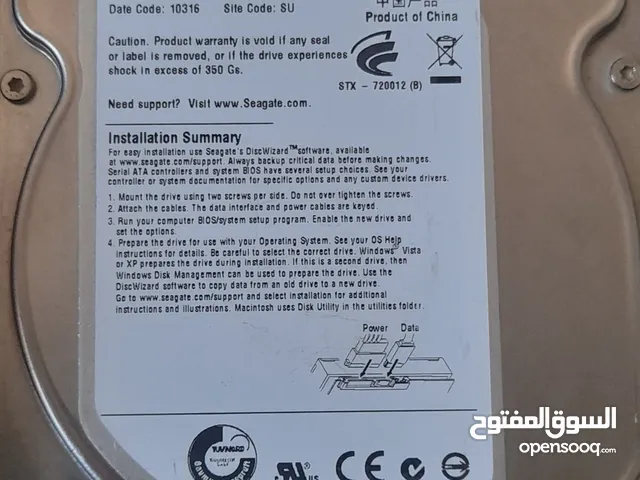 Date Code: 10316 Site Code: SU
中国产品
Product of China
Caution. Product warranty is void if any seal
or label is removed, or if the drive experiences
shock in excess of 350 Gs.
STX - 720012 (B)
Need support? Visit www.Seagate.com.
Installation Summary
For easy installation use Seagate's DiscWizard™software, available
at www.seagate.com/support. Always backup critical data before making changes.
Serial ATA controllers and system BIOS have several setup choices. See your
controller or system documentation for specific options and any custom device drivers.
1. Mount the drive using two screws per side. Do not over tighten the screws.
2. Attach the cables. The data interface and power cables are keyed.
3. Run your computer BIOS/system setup program. Enable the new drive and
set the options.
4. Prepare the drive for use with your Operating System. See your OS Help
instructions for details. Be careful to select the correct drive. Windows® Vista
or XP prepares the drive during installation. If this is a second drive, then
Windows Disk Management can be used to prepare the drive. Use the
DiscWizard software to copy data from an old drive to a new drive.
Go to www.seagate.com/support and select installation for additional
instructions and illustrations. Macintosh uses Disk Utility in the utilities folder.
Power Data
السوق المفتوح
opensooq.com
UL US
CE